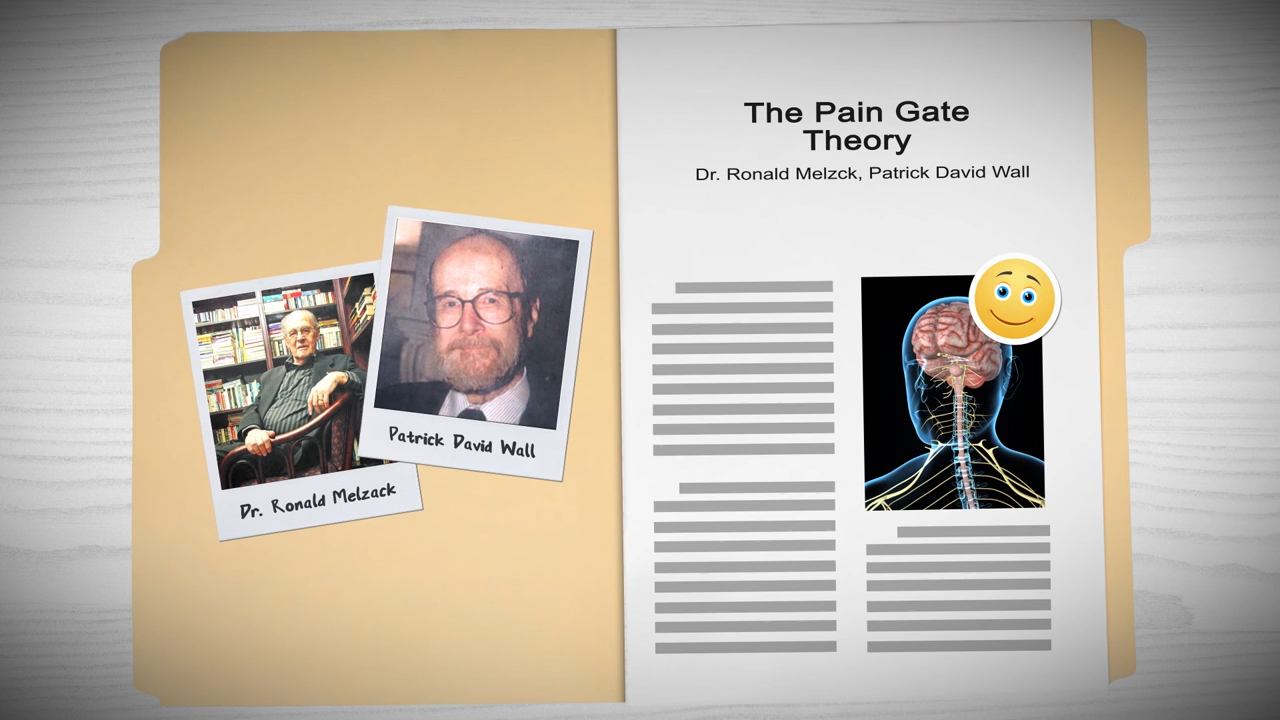 The Pain Gate
Theory
Dr. Ronald Melzck, Patrick David Wall
Patrick David Wall
Dr. Ronald Melzack